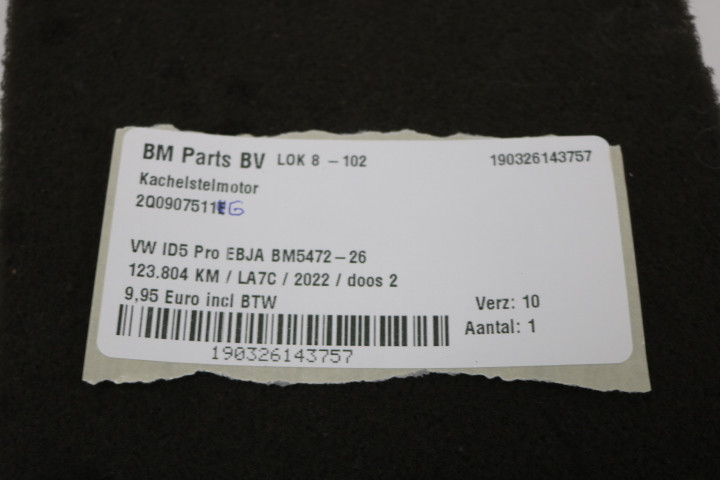 BM Parts BV LOK 8 - 102 190326143757
Kachelstelmotor
2Q0907511G
VW ID5 Pro EBJA BM5472-26
123.804 KM / LA7C / 2022 / doos 2
9,95 Euro incl BTW Verz: 10
Aantal: 1
190326143757